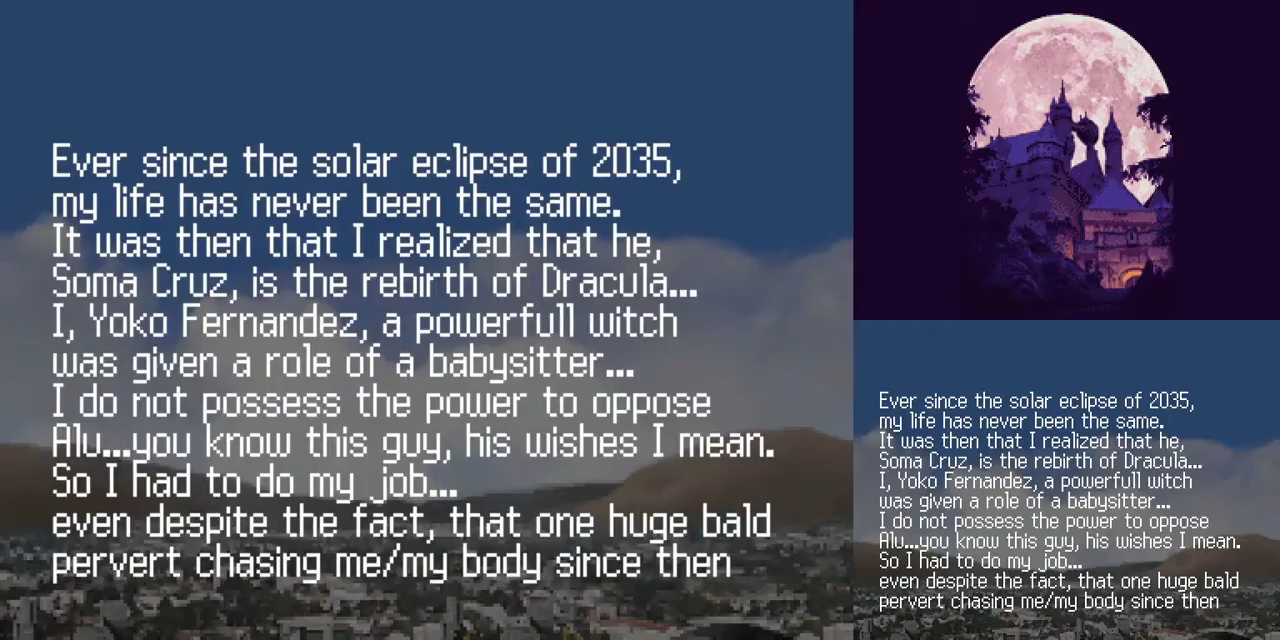 Ever since the solar eclipse of 2035,
my life has never been the same.
It was then that I realized that he,
Soma Cruz, is the rebirth of Dracula...
I, Yoko Fernandez, a powerfull witch
was given a role of a babysitter...
I do not possess the power to oppose
Alu...you know this guy, his wishes I mean.
So I had to do my job...
even despite the fact, that one huge bald
pervert chasing me/my body since then
Ever since the solar eclipse of 2035,
my life has never been the same.
It was then that I realized that he,
Soma Cruz, is the rebirth of Dracula...
I, Yoko Fernandez, a powerfull witch
was given a role of a babysitter...
I do not possess the power to oppose
Alu...you know this guy, his wishes I mean.
So I had to do my job...
even despite the fact, that one huge bald
pervert chasing me/my body since then